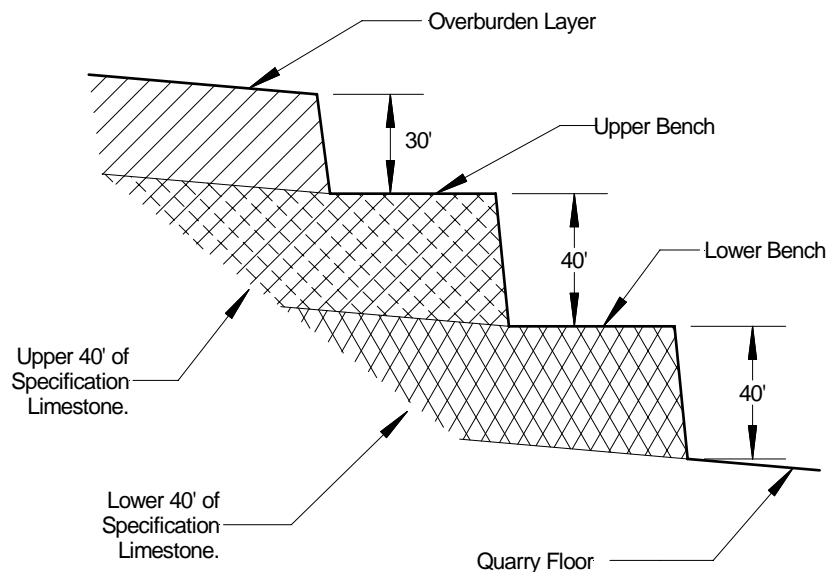 Overburden Layer
30'
Upper Bench
40'
Lower Bench
Upper 40' of
Specification
Limestone.
40'
Lower 40' of
Specification
Limestone.
Quarry Floor